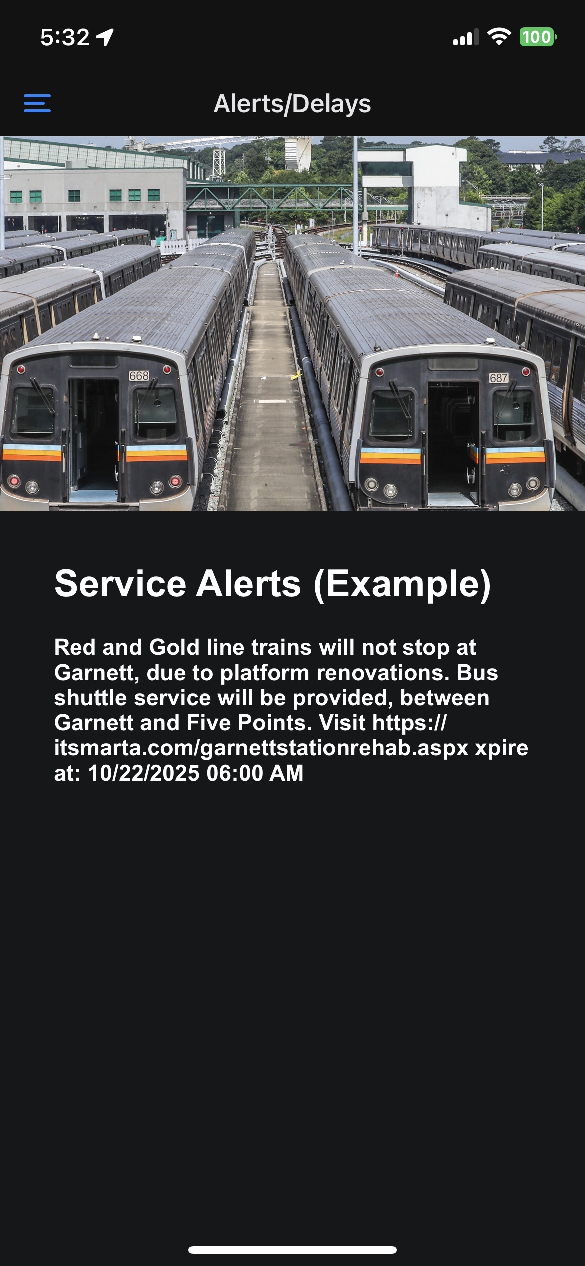 5:32
100
Alerts/Delays
668
687
Service Alerts (Example)
Red and Gold line trains will not stop at
Garnett, due to platform renovations. Bus
shuttle service will be provided, between
Garnett and Five Points. Visit https://
itsmarta.com/garnettstationrehab.aspx xpire
at: 10/22/2025 06:00 AM